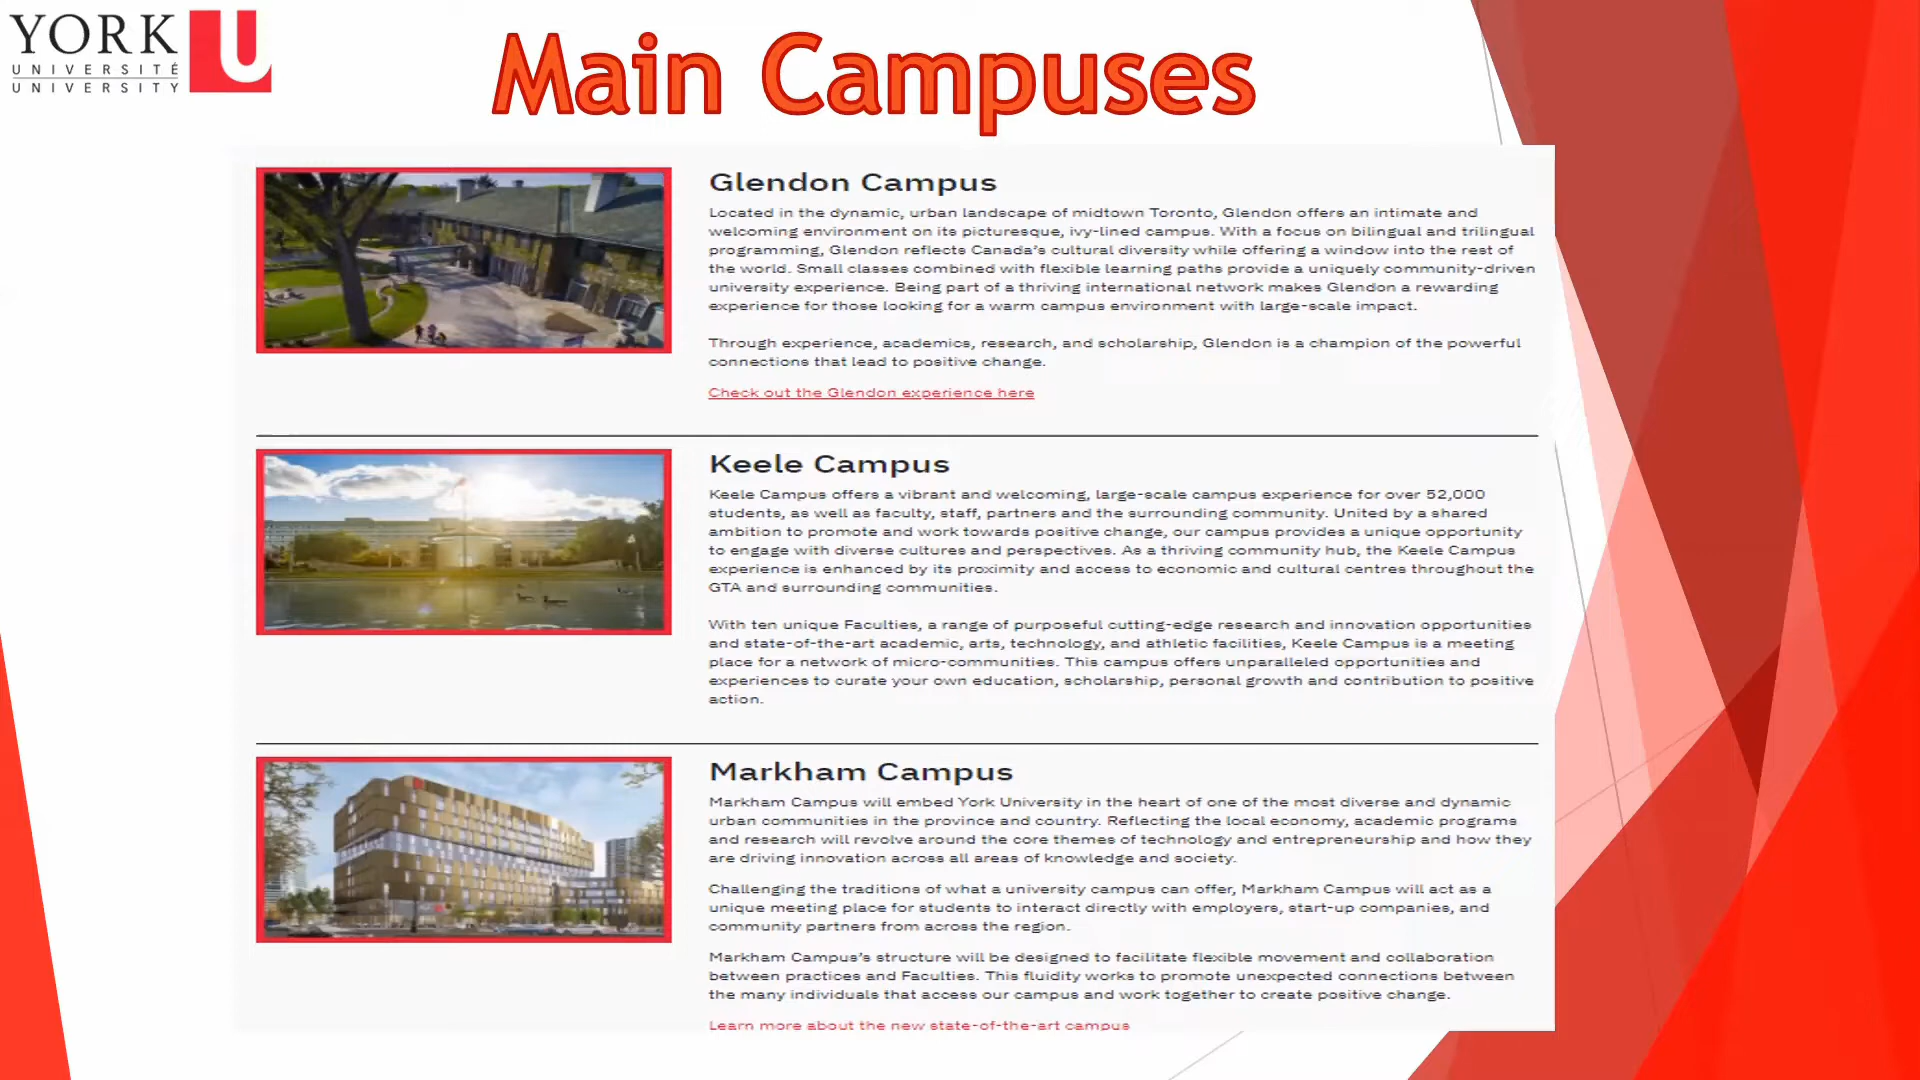 YORK U
UNIVERSITÉ
UNIVERSITY
Main Campuses
Glendon Campus
Located in the dynamic, urban landscape of midtown Toronto, Glendon offers an intimate and
welcoming environment on its picturesque, ivy-lined campus. With a focus on bilingual and trilingual
programming, Glendon reflects Canada's cultural diversity while offering a window into the rest of
the world. Small classes combined with flexible learning paths provide a uniquely community-driven
university experience. Being part of a thriving international network makes Glendon a rewarding
experience for those looking for a warm campus environment with large-scale impact.
Through experience, academics, research, and scholarship, Glendon is a champion of the powerful
connections that lead to positive change.
Check out the Glendon experience here
Keele Campus
Keele Campus offers a vibrant and welcoming, large-scale campus experience for over 52,000
students, as well as faculty, staff, partners and the surrounding community. United by a shared
ambition to promote and work towards positive change, our campus provides a unique opportunity
to engage with diverse cultures and perspectives. As a thriving community hub, the Keele Campus
experience is enhanced by its proximity and access to economic and cultural centres throughout the
GTA and surrounding communities.
With ten unique Faculties, a range of purposeful cutting-edge research and innovation opportunities
and state-of-the-art academic, arts, technology, and athletic facilities, Keele Campus is a meeting
place for a network of micro-communities. This campus offers unparalleled opportunities and
experiences to curate your own education, scholarship, personal growth and contribution to positive
action.
Markham Campus
Markham Campus will embed York University in the heart of one of the most diverse and dynamic
urban communities in the province and country. Reflecting the local economy, academic programs
and research will revolve around the core themes of technology and entrepreneurship and how they
are driving innovation across all areas of knowledge and society.
Challenging the traditions of what a university campus can offer, Markham Campus will act as a
unique meeting place for students to interact directly with employers, start-up companies, and
community partners from across the region.
Markham Campus's structure will be designed to facilitate flexible movement and collaboration
between practices and Faculties. This fluidity works to promote unexpected connections between
the many individuals that access our campus and work together to create positive change.
Learn more about the new state-of-the-art campus